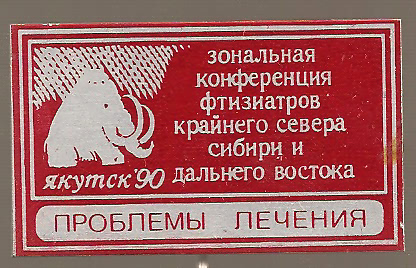 зональная
конференция
фтизиатров
крайнего севера
сибири и
дальнего востока
якутск'90
ПРОБЛЕМЫ ЛЕЧЕНИЯ